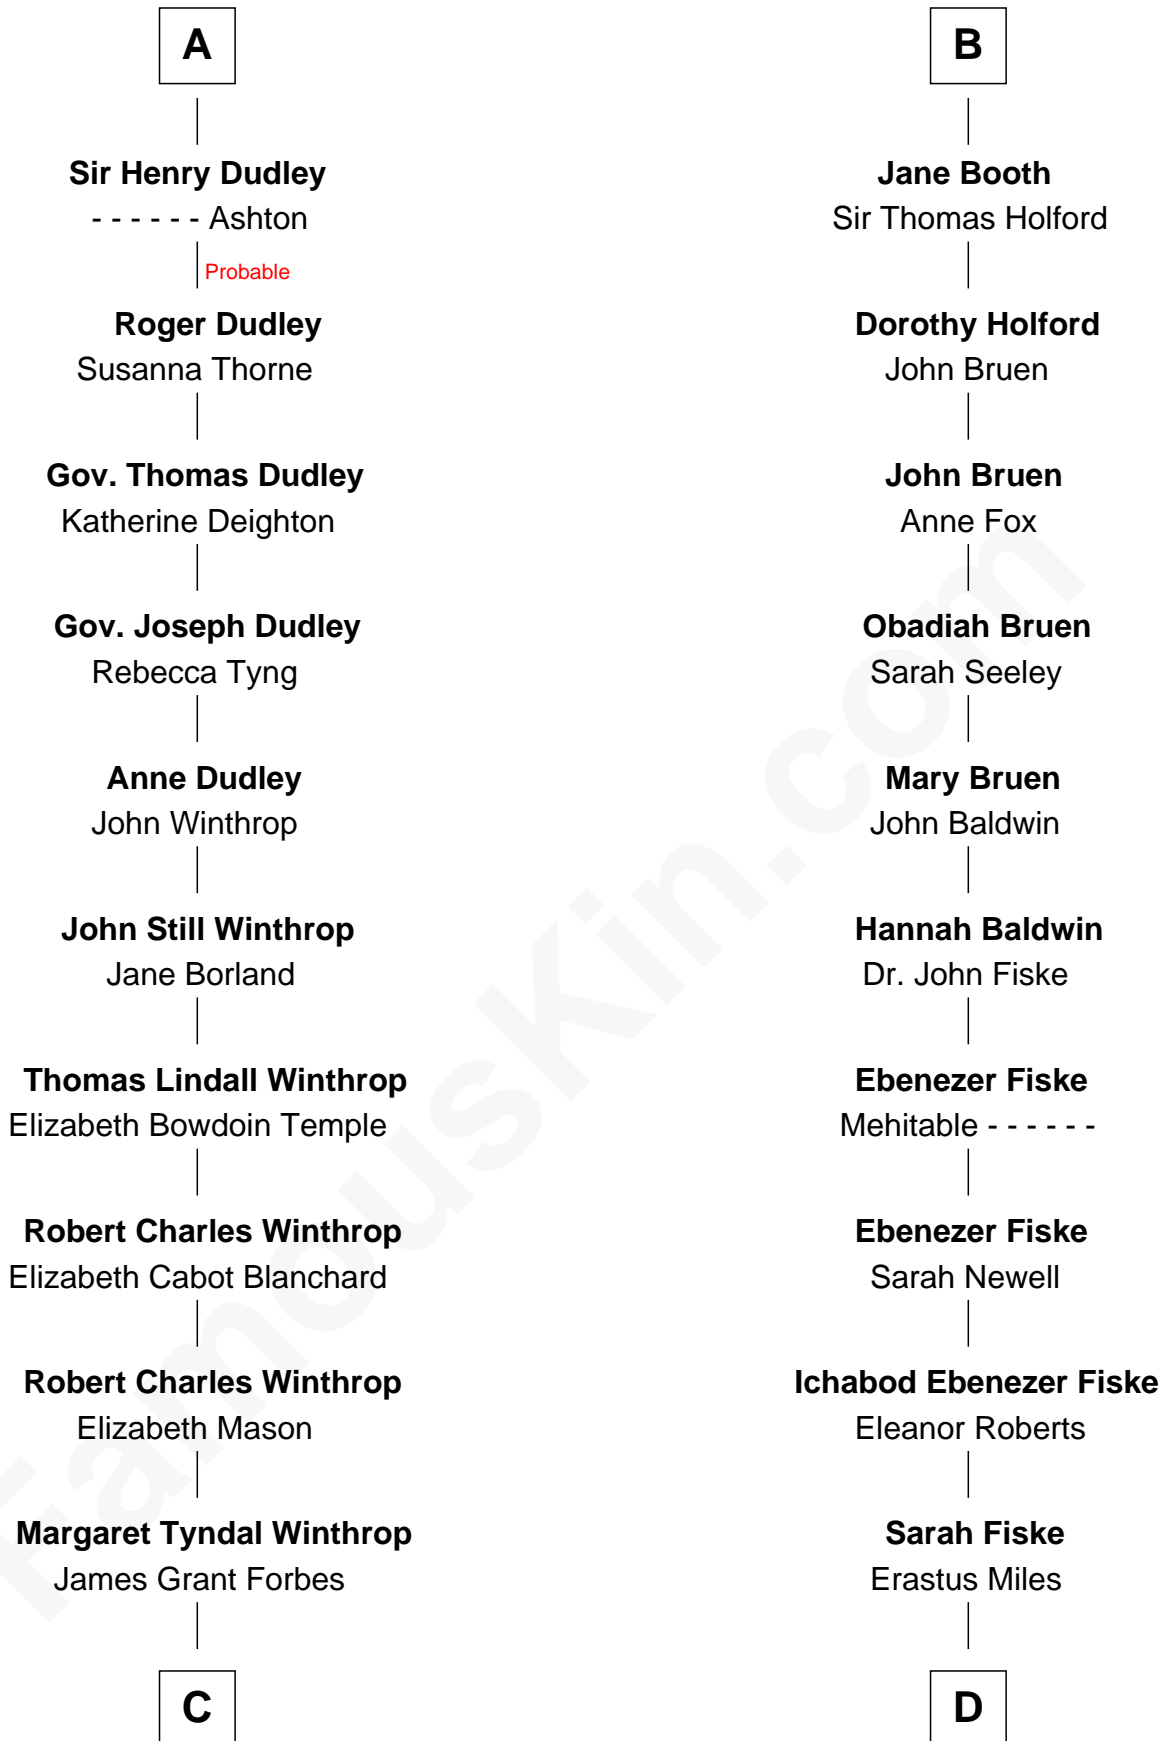 A
Sir Henry Dudley
- - - - - - Ashton
Probable
Roger Dudley
Susanna Thorne
Gov. Thomas Dudley
Katherine Deighton
Gov. Joseph Dudley
Rebecca Tyng
Anne Dudley
John Winthrop
John Still Winthrop
Jane Borland
Thomas Lindall Winthrop
Elizabeth Bowdoin Temple
Robert Charles Winthrop
Elizabeth Cabot Blanchard
Robert Charles Winthrop
Elizabeth Mason
Margaret Tyndal Winthrop
James Grant Forbes
C
B
Jane Booth
Sir Thomas Holford
Dorothy Holford
John Bruen
John Bruen
Anne Fox
Obadiah Bruen
Sarah Seeley
Mary Bruen
John Baldwin
Hannah Baldwin
Dr. John Fiske
Ebenezer Fiske
Mehitable - - - - - -
Ebenezer Fiske
Sarah Newell
Ichabod Ebenezer Fiske
Eleanor Roberts
Sarah Fiske
Erastus Miles
D
FamousKin.com